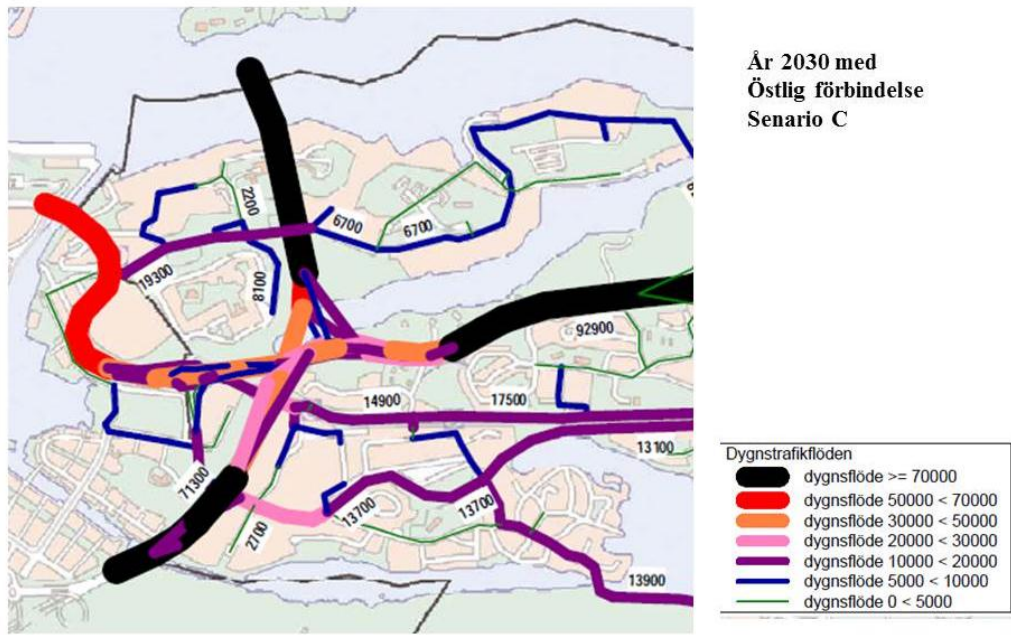 År 2030 med
Östlig förbindelse
Senario C
2200
6700
6700
19300
8100
92900
14900
17500
13100
71300
2700
13700
13700
13900
Dygnstrafikflöden
dygnsflöde >= 70000
dygnsflöde 50000 < 70000
dygnsflöde 30000 < 50000
dygnsflöde 20000 < 30000
dygnsflöde 10000 < 20000
dygnsflöde 5000 < 10000
dygnsflöde 0 < 5000